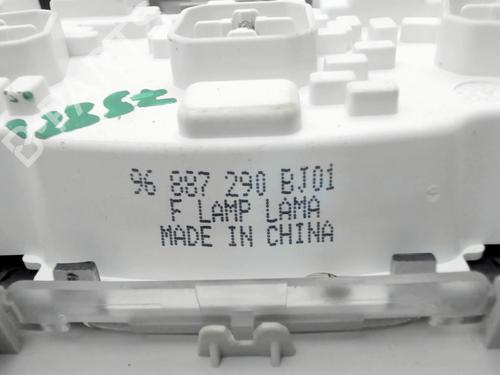 96 887 290 BJ01
F LAMP LAMA
MADE IN CHINA